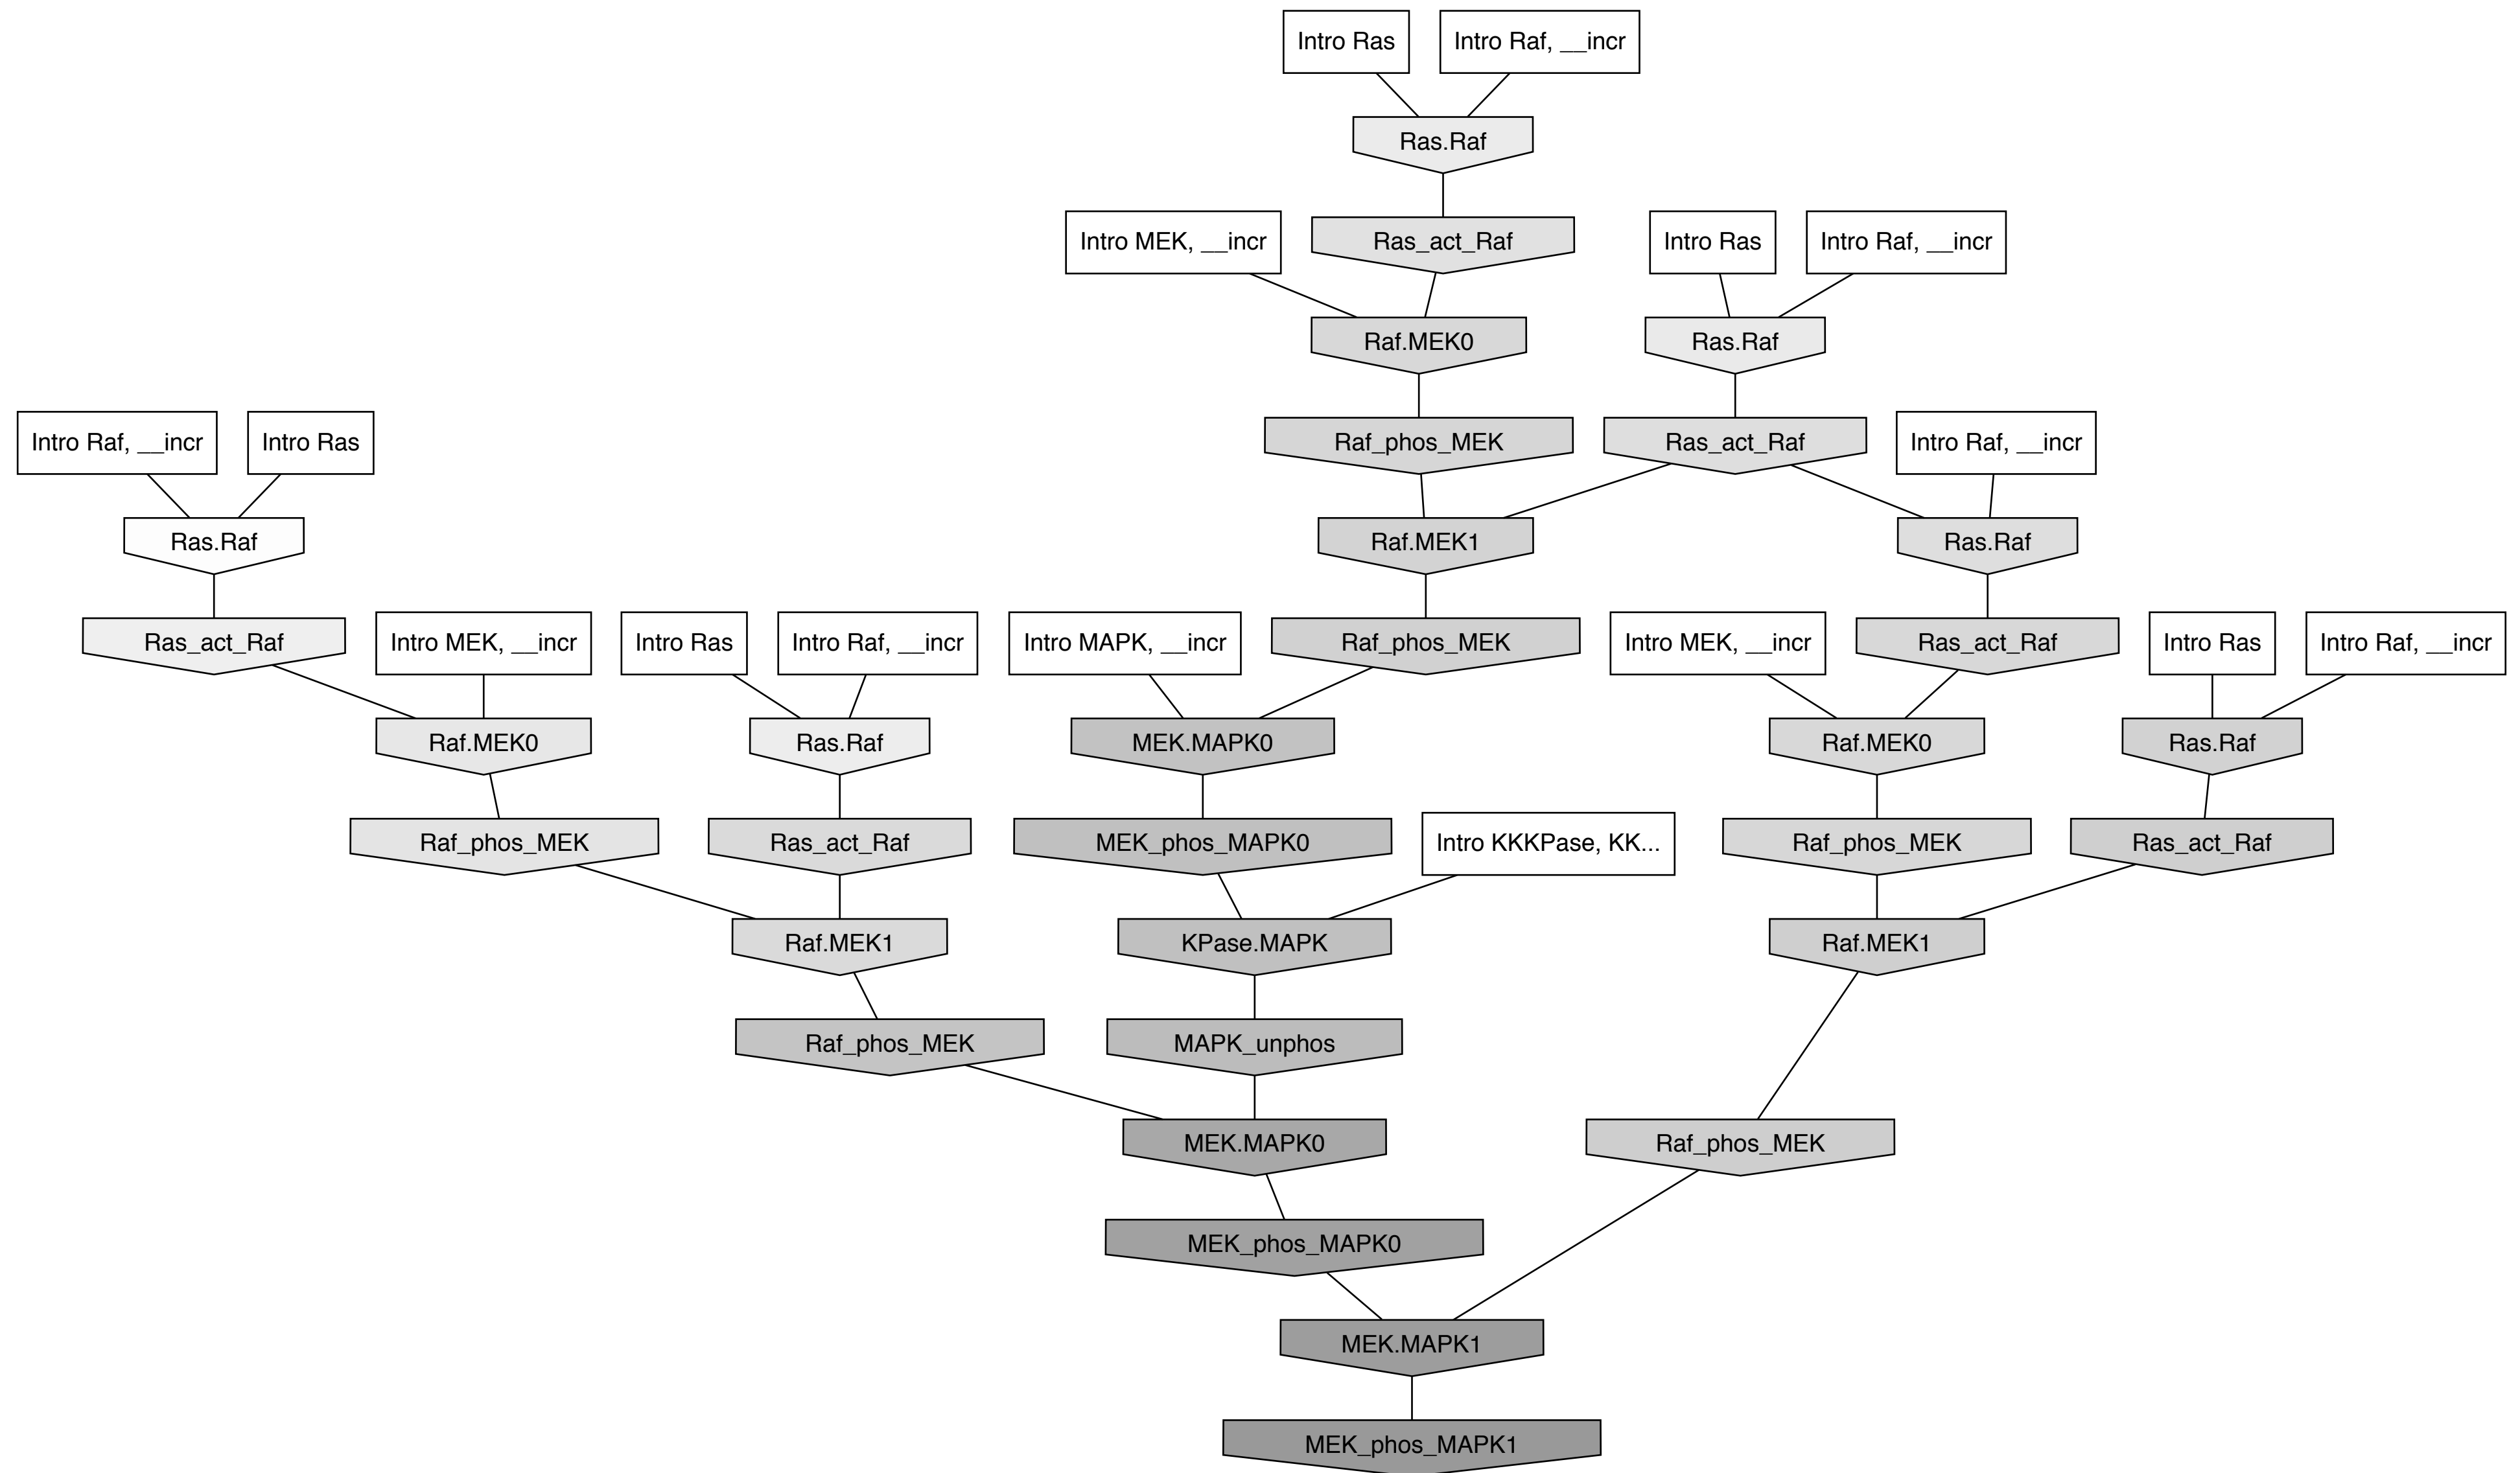 Intro Ras
Intro Raf, __incr
Ras.Raf
Intro MEK, __incr
Ras_act_Raf
Intro Ras
Intro Raf, __incr
Raf.MEK0
Ras.Raf
Intro Raf, __incr
Intro Ras
Raf_phos_MEK
Ras_act_Raf
Intro Raf, __incr
Ras.Raf
Raf.MEK1
Ras.Raf
Ras_act_Raf
Intro MEK, __incr
Intro Ras
Intro Raf, __incr
Intro MAPK, __incr
Raf_phos_MEK
Intro MEK, __incr
Ras_act_Raf
Intro Ras
Intro Raf, __incr
Raf.MEK0
Ras.Raf
MEK.MAPK0
Raf.MEK0
Ras.Raf
Raf_phos_MEK
Ras_act_Raf
MEK_phos_MAPK0
Intro KKKPase, KK...
Raf_phos_MEK
Ras_act_Raf
Raf.MEK1
KPase.MAPK
Raf.MEK1
Raf_phos_MEK
MAPK_unphos
MEK.MAPK0
Raf_phos_MEK
MEK_phos_MAPK0
MEK.MAPK1
MEK_phos_MAPK1